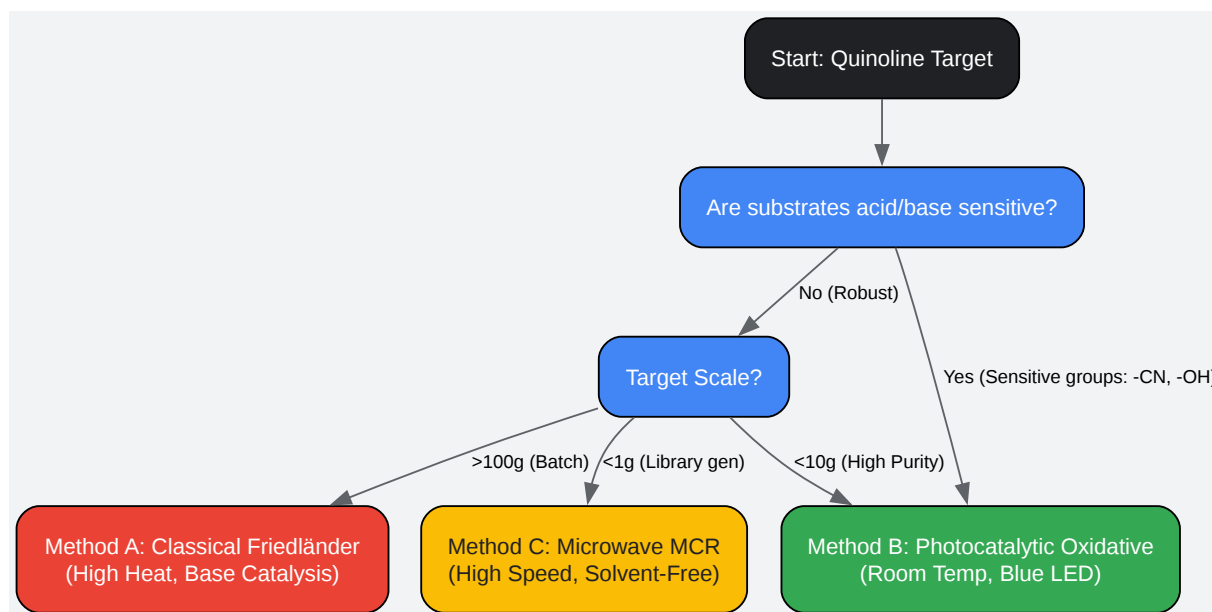 Start: Quinoline Target
Are substrates acid/base sensitive?
No (Robust)
Target Scale?
Yes (Sensitive groups: -CN, -OH)
>100g (Batch)
<1g (Library gen)
<10g (High Purity)
Method A: Classical Friedländer
(High Heat, Base Catalysis)
Method C: Microwave MCR
(High Speed, Solvent-Free)
Method B: Photocatalytic Oxidative
(Room Temp, Blue LED)